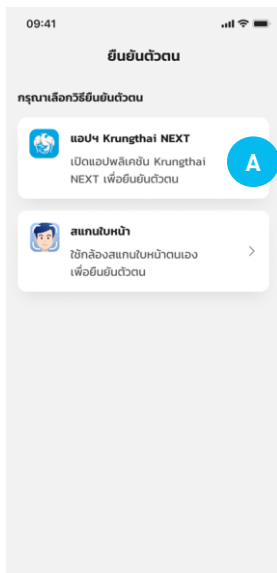 09:41
ยืนยันตัวตน
กรุณาเลือกวิธียืนยันตัวตน
แอปฯ Krungthai NEXT
เปิดแอปพลิเคชัน Krungthai
NEXT เพื่อยืนยันตัวตน
A
สแกนใบหน้า
ใช้กล้องสแกนใบหน้าตนเอง
เพื่อยืนยันตัวตน